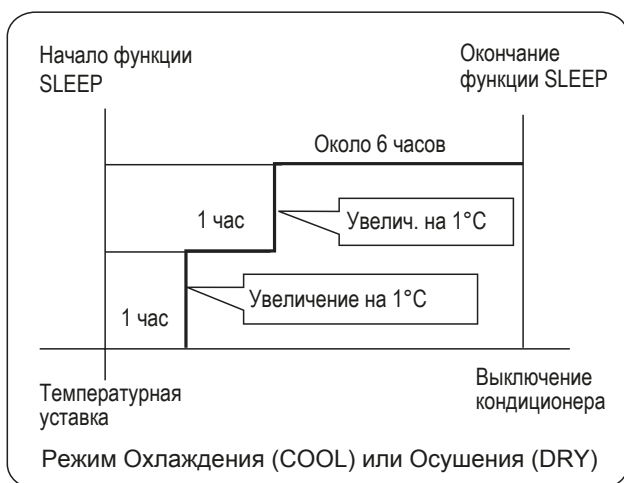 Начало функции
SLEEP
Окончание
функции SLEEP
Около 6 часов
1 час
Увелич. на 1°C
1 час
Увеличение на 1°C
Температурная
уставка
Выключение
кондиционера
Режим Охлаждения (COOL) или Осушения (DRY)